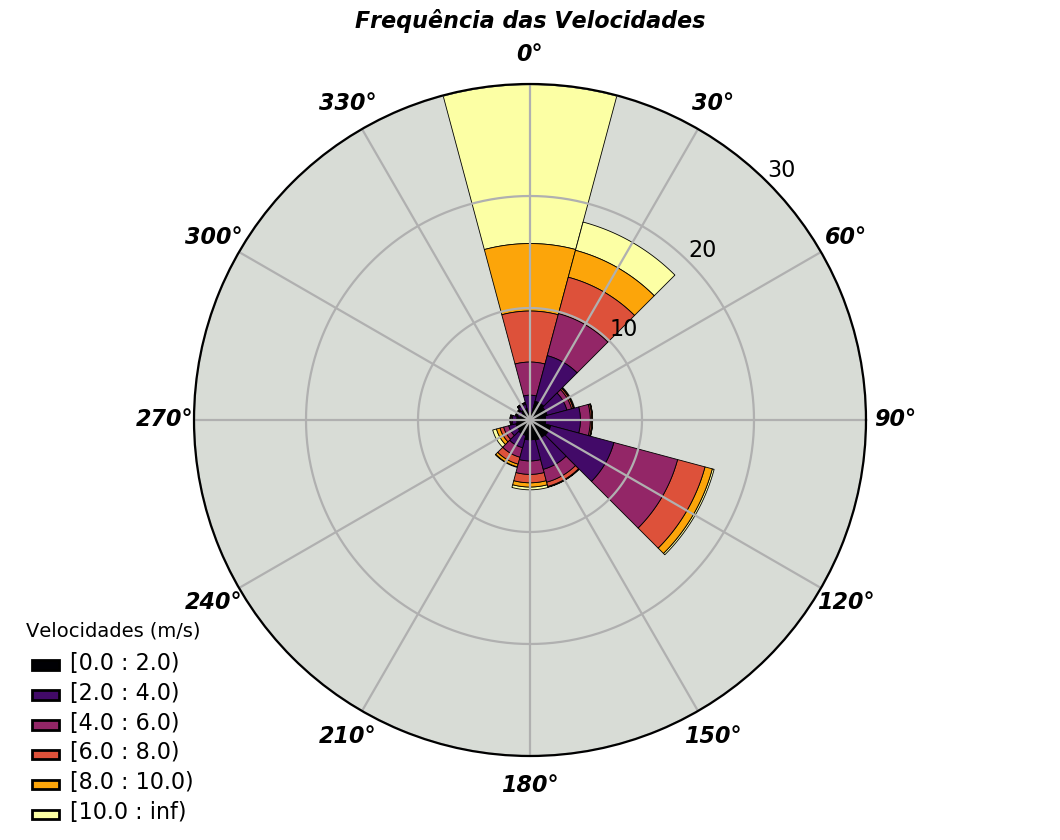 Frequência das Velocidades
0°
330°
30°
30
300°
60°
20
10
270°
90°
240°
120°
210°
150°
180°
Velocidades (m/s)
[0.0 : 2.0)
[2.0 : 4.0)
[4.0 : 6.0)
[6.0 : 8.0)
[8.0 : 10.0)
[10.0 : inf)